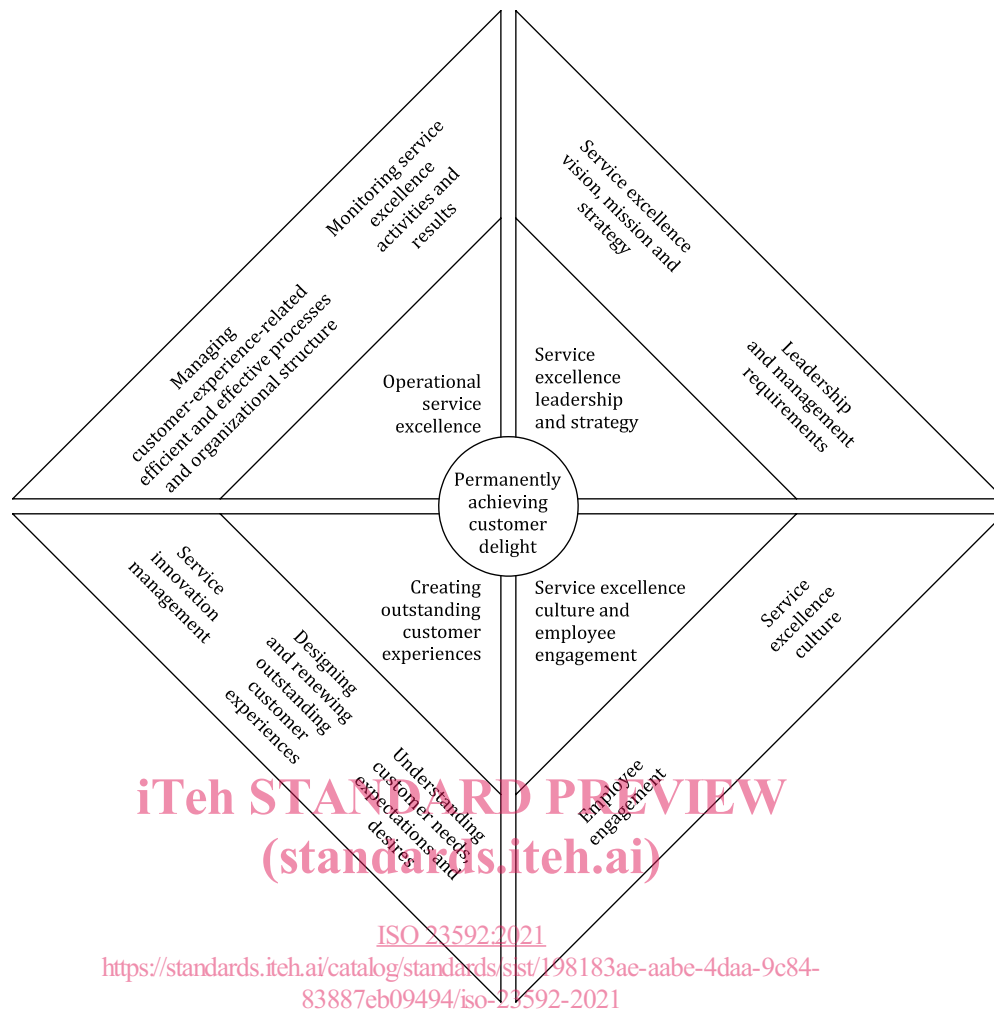 Monitoring service
excellence
activities and
results
Service excellence
vision, mission and
strategy
Managing
customer-experience-related
efficient and effective processes
and organizational structure
Leadership
and management
requirements
Operational
service
excellence
Service
excellence
leadership
and strategy
Permanently
achieving
customer
delight
Creating
outstanding
customer
experiences
Service excellence
culture and
employee
engagement
Service
innovation
management
Designing
and renewing
outstanding
customer
experiences
Understanding
customer needs,
expectations and
desires
Service
excellence
culture
Employee
engagement
iTeh STANDARD PREVIEW
(standards.iteh.ai)
ISO 23592:2021
https://standards.iteh.ai/catalog/standards/sist/198183ae-aabe-4daa-9c84-
83887eb09494/iso-23592-2021